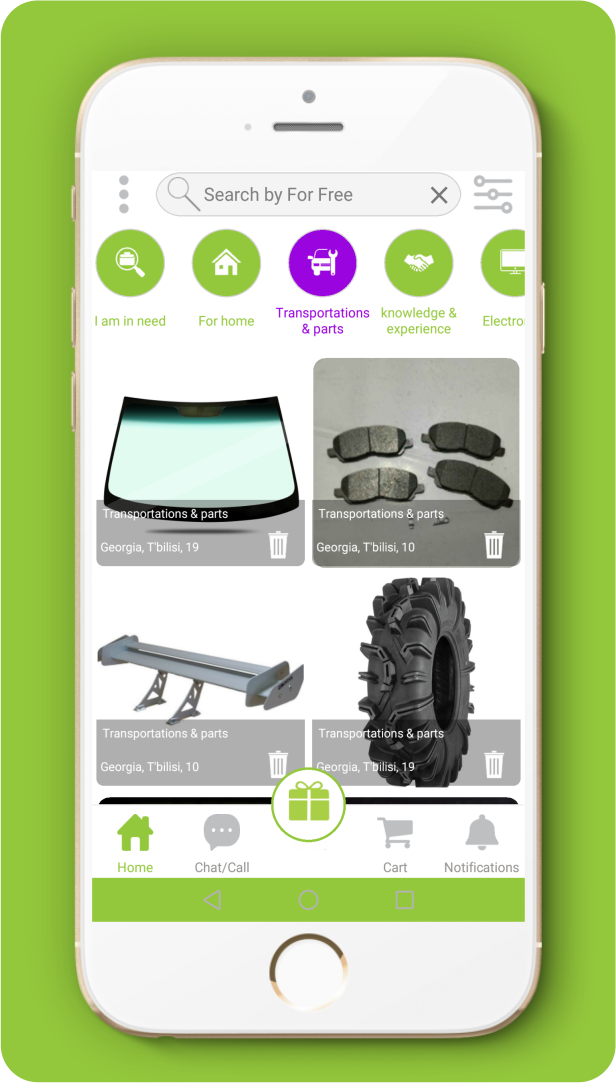 Search by For Free
I am in need
For home
Transportations
& parts
knowledge &
experience
Electro
Transportations & parts
Georgia, T'bilisi, 19
Transportations & parts
Georgia, T'bilisi, 10
Transportations & parts
Georgia, T'bilisi, 10
Transportations & parts
Georgia, T'bilisi, 19
Home
Chat/Call
Cart
Notifications